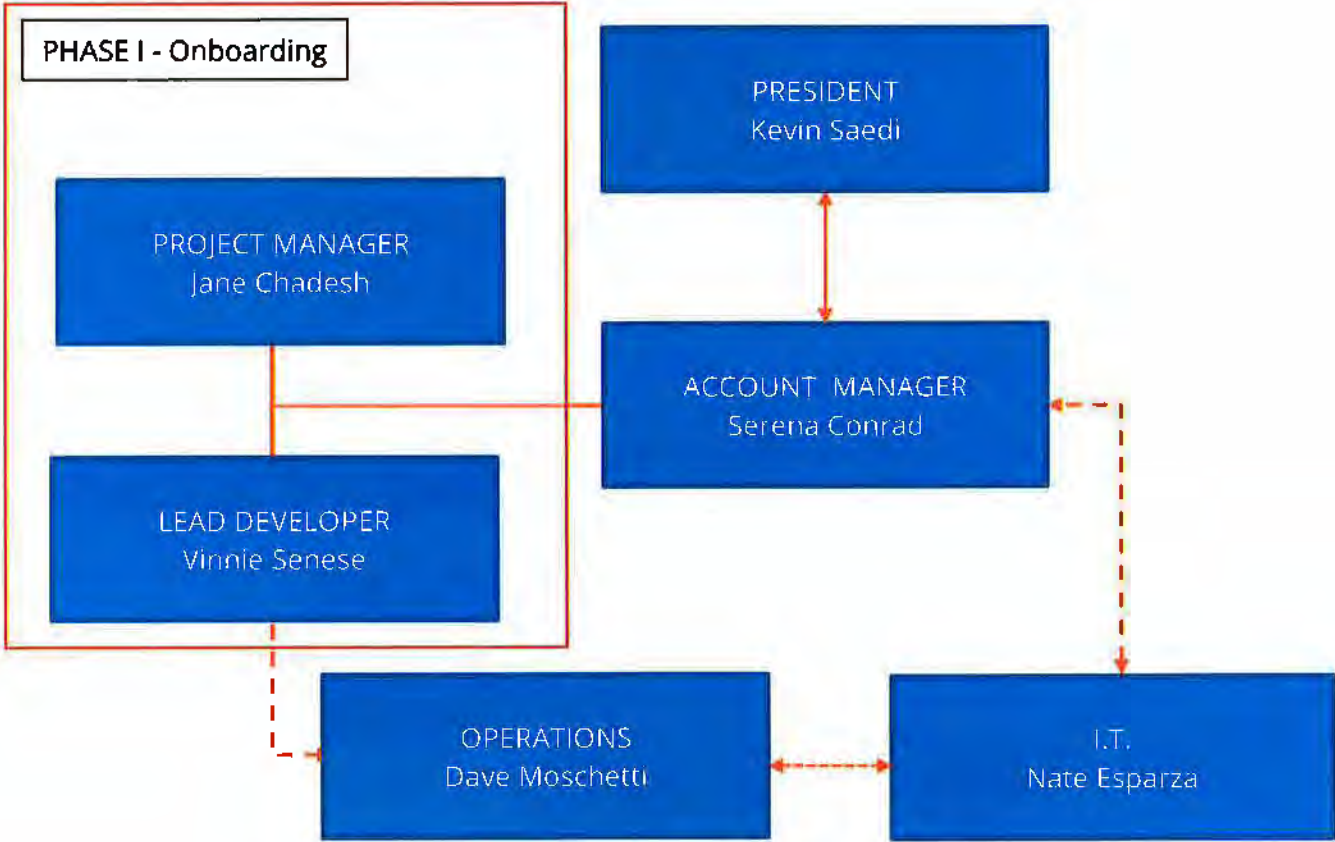 PHASE I - Onboarding
PRESIDENT
Kevin Saedi
PROJECT MANAGER
Jane Chadesh
ACCOUNT MANAGER
Serena Conrad
LEAD DEVELOPER
Vinnie Senese
OPERATIONS
Dave Moschetti
I.T.
Nate Esparza